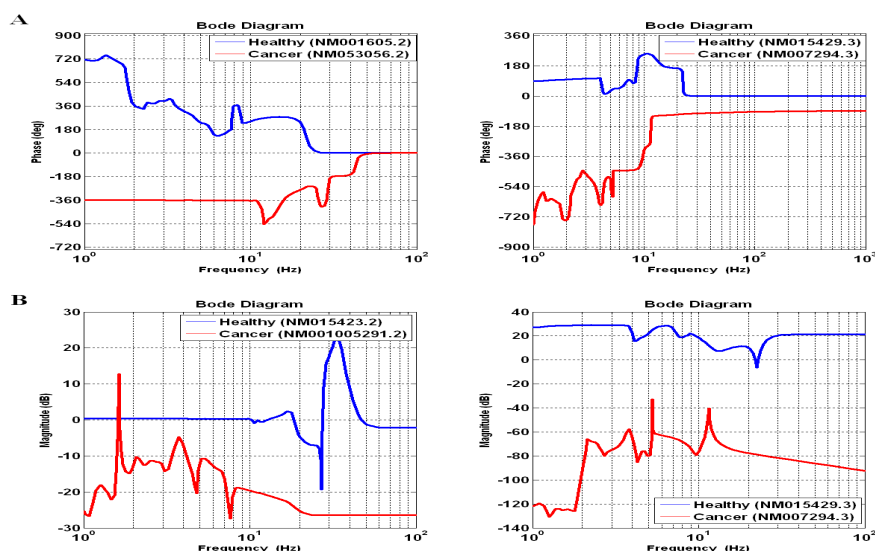 A
Bode Diagram
Healthy (NM001605.2)
Cancer (NM053056.2)
Phase (deg)
900
720
540
360
180
0
-180
-360
-540
-720
10^0
10^1
10^2
Frequency (Hz)
Bode Diagram
Healthy (NM015429.3)
Cancer (NM007294.3)
Phase (deg)
360
180
0
-180
-360
-540
-720
-900
10^0
10^1
10^2
10^3
Frequency (Hz)
B
Bode Diagram
Healthy (NM015423.2)
Cancer (NM001005291.2)
Magnitude (dB)
30
20
10
0
-10
-20
-30
10^0
10^1
10^2
Frequency (Hz)
Bode Diagram
Magnitude (dB)
40
20
0
-20
-40
-60
-80
-100
-120
-140
Healthy (NM015429.3)
Cancer (NM007294.3)
10^0
10^1
10^2
10^3
Frequency (Hz)